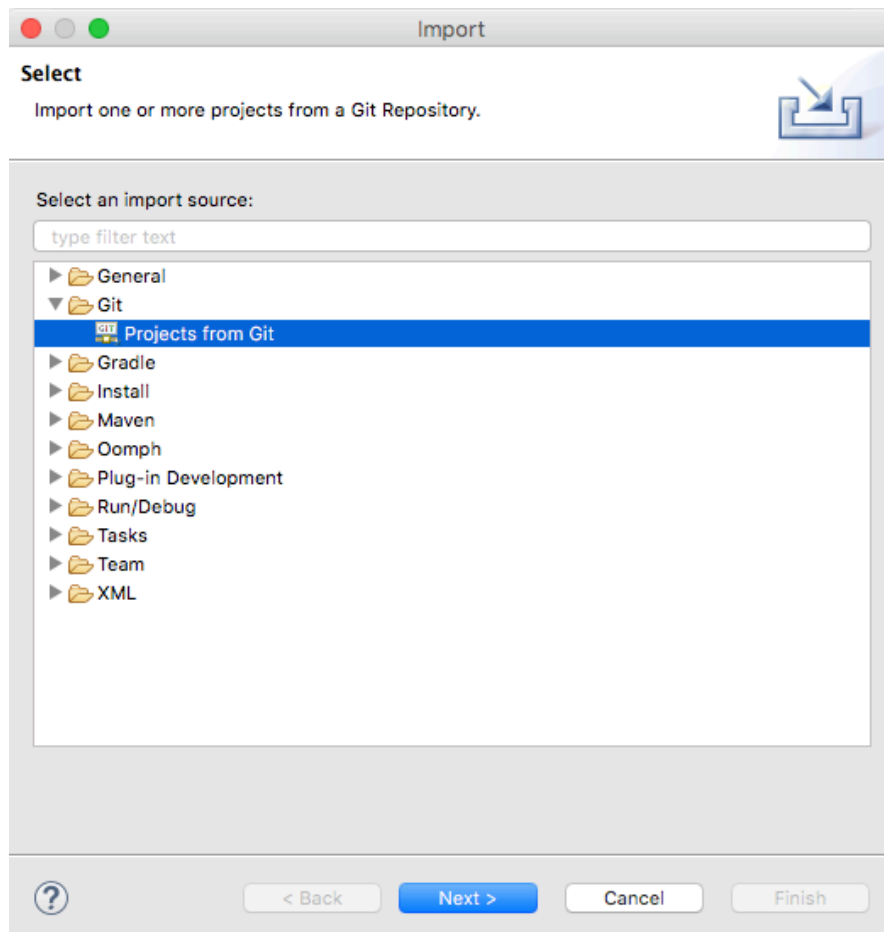 Import
Select
Import one or more projects from a Git Repository.
Select an import source:
type filter text
General
Git
GIT Projects from Git
Gradle
Install
Maven
Oomph
Plug-in Development
Run/Debug
Tasks
Team
XML
? < Back Next > Cancel Finish